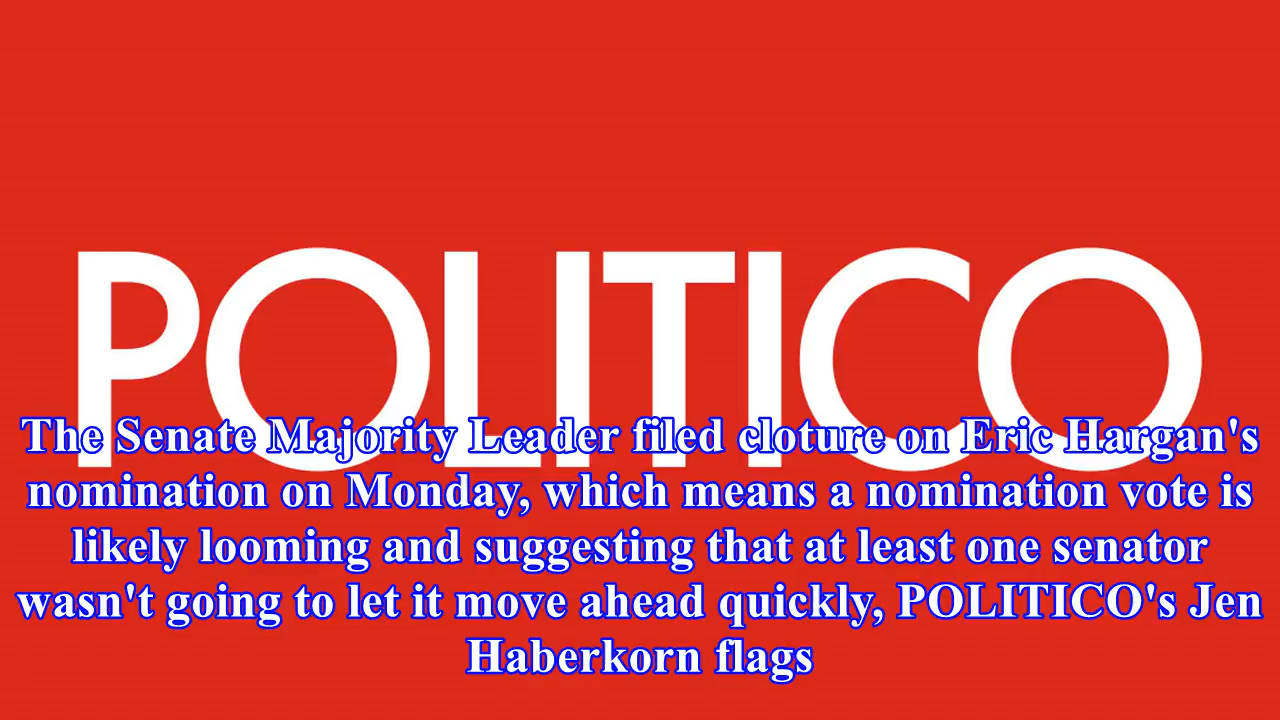 POLITICO
The Senate Majority Leader filed cloture on Eric Hargan's
nomination on Monday, which means a nomination vote is
likely looming and suggesting that at least one senator
wasn't going to let it move ahead quickly, POLITICO's Jen
Haberkorn flags